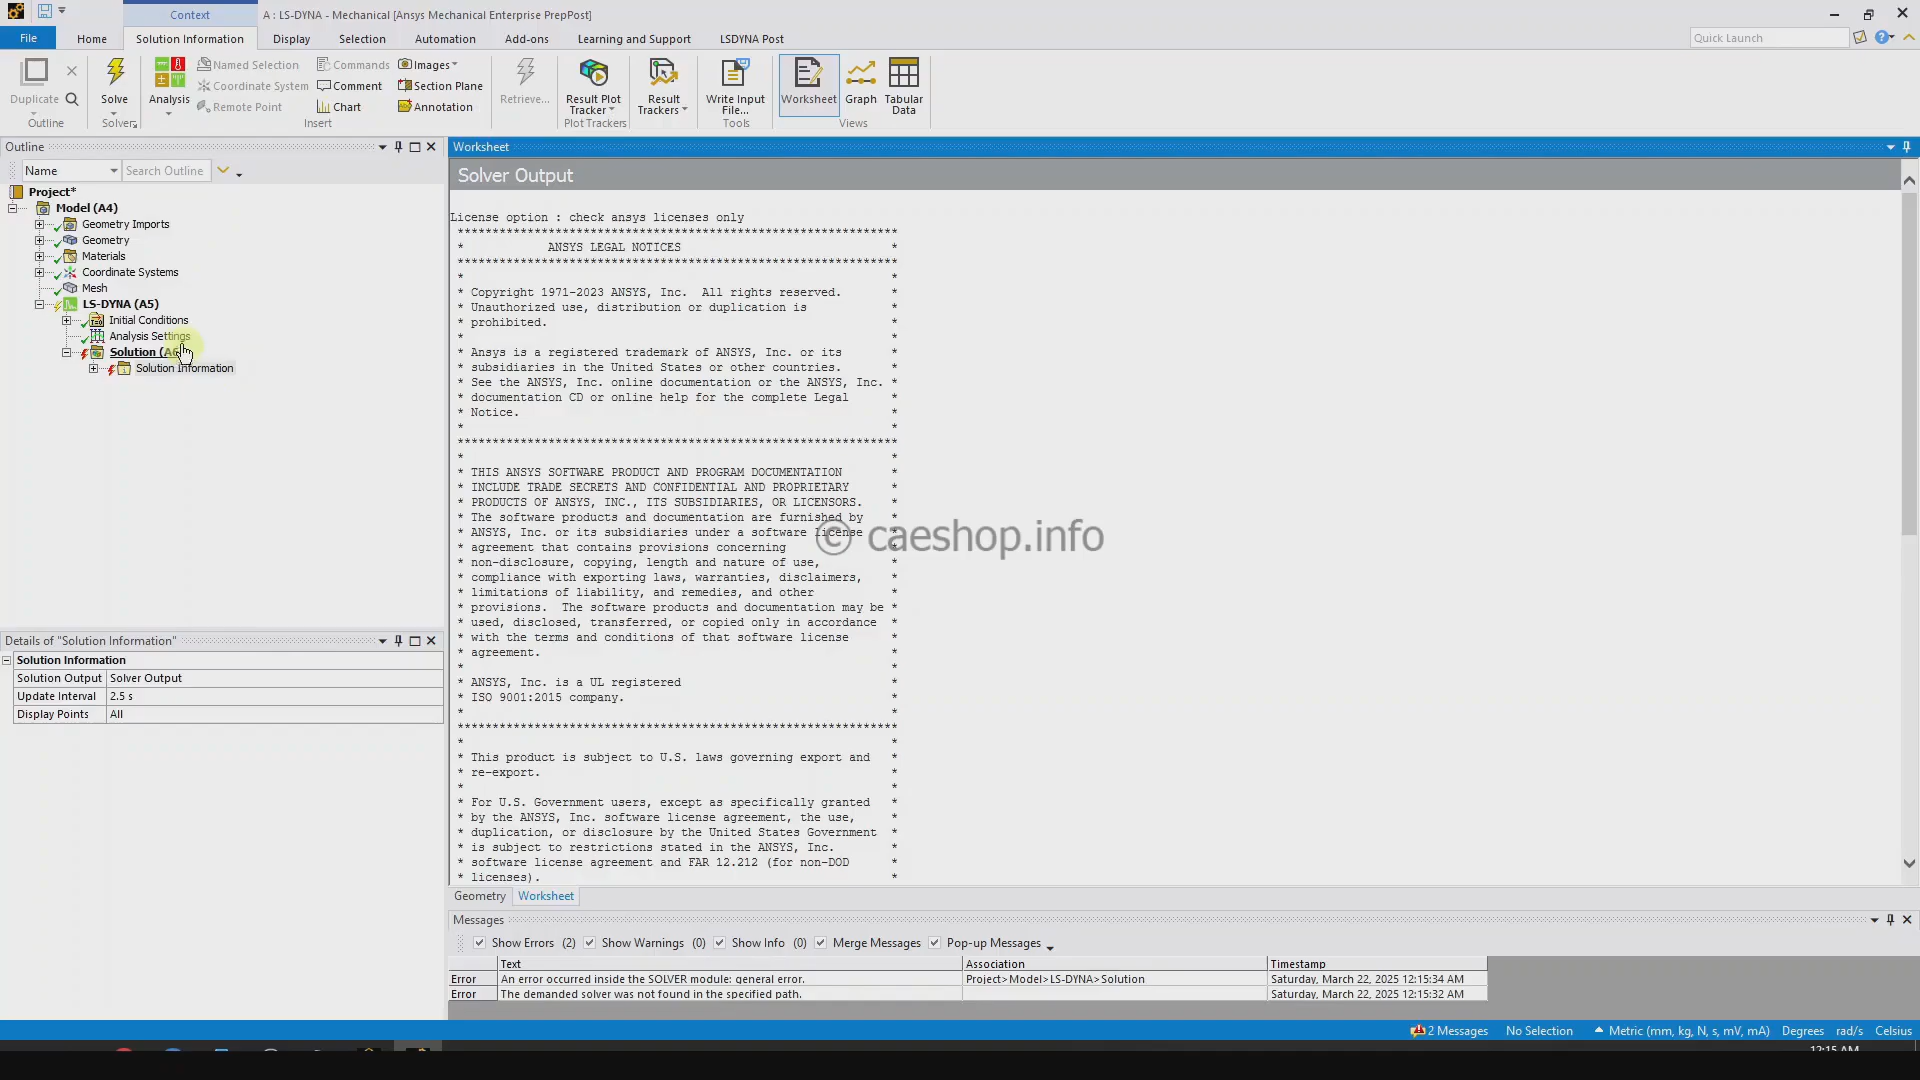 Context
A : LS-DYNA - Mechanical [Ansys Mechanical Enterprise PrepPost]
File
Home
Solution Information
Display
Selection
Automation
Add-ons
Learning and Support
LSDYNA Post
Quick Launch
Duplicate
Outline
Solve
Solver
Analysis
Named Selection
Coordinate System
Remote Point
Commands
Comment
Chart
Images
Section Plane
Annotation
Insert
Retrieve...
Result Plot
Tracker
Plot Trackers
Result
Trackers
Write Input
File...
Tools
Worksheet
Graph
Tabular
Data
Views
Outline
Name
Search Outline
Project*
Model (A4)
Geometry Imports
Geometry
Materials
Coordinate Systems
Mesh
LS-DYNA (A5)
Initial Conditions
Analysis Settings
Solution
Solution Information
Details of "Solution Information"
Solution Information
Solution Output Solver Output
Update Interval 2.5 s
Display Points All
Worksheet
Solver Output
License option : check ansys licenses only
***************************************************************
* ANSYS LEGAL NOTICES *
***************************************************************
* *
* Copyright 1971-2023 ANSYS, Inc. All rights reserved. *
* Unauthorized use, distribution or duplication is *
* prohibited. *
* *
* Ansys is a registered trademark of ANSYS, Inc. or its *
* subsidiaries in the United States or other countries. *
* See the ANSYS, Inc. online documentation or the ANSYS, Inc. *
* documentation CD or online help for the complete Legal *
* Notice. *
* *
***************************************************************
* *
* THIS ANSYS SOFTWARE PRODUCT AND PROGRAM DOCUMENTATION *
* INCLUDE TRADE SECRETS AND CONFIDENTIAL AND PROPRIETARY *
* PRODUCTS OF ANSYS, INC., ITS SUBSIDIARIES, OR LICENSORS. *
* The software products and documentation are furnished by *
* ANSYS, Inc. or its subsidiaries under a software license *
* agreement that contains provisions concerning *
* non-disclosure, copying, length and nature of use, *
* compliance with exporting laws, warranties, disclaimers, *
* limitations of liability, and remedies, and other *
* provisions. The software products and documentation may be *
* used, disclosed, transferred, or copied only in accordance *
* with the terms and conditions of that software license *
* agreement. *
* *
* ANSYS, Inc. is a UL registered *
* ISO 9001:2015 company. *
* *
***************************************************************
* *
* This product is subject to U.S. laws governing export and *
* re-export. *
* *
* For U.S. Government users, except as specifically granted *
* by the ANSYS, Inc. software license agreement, the use, *
* duplication, or disclosure by the United States Government *
* is subject to restrictions stated in the ANSYS, Inc. *
* software license agreement and FAR 12.212 (for non-DOD *
* licenses). *
© caeshop.info
Geometry Worksheet
Messages
Show Errors (2) Show Warnings (0) Show Info (0) Merge Messages Pop-up Messages
Text Association Timestamp
Error An error occurred inside the SOLVER module: general error. Project>Model>LS-DYNA>Solution Saturday, March 22, 2025 12:15:34 AM
Error The demanded solver was not found in the specified path. Saturday, March 22, 2025 12:15:32 AM
2 Messages No Selection Metric (mm, kg, N, s, mV, mA) Degrees rad/s Celsius
12:15 AM